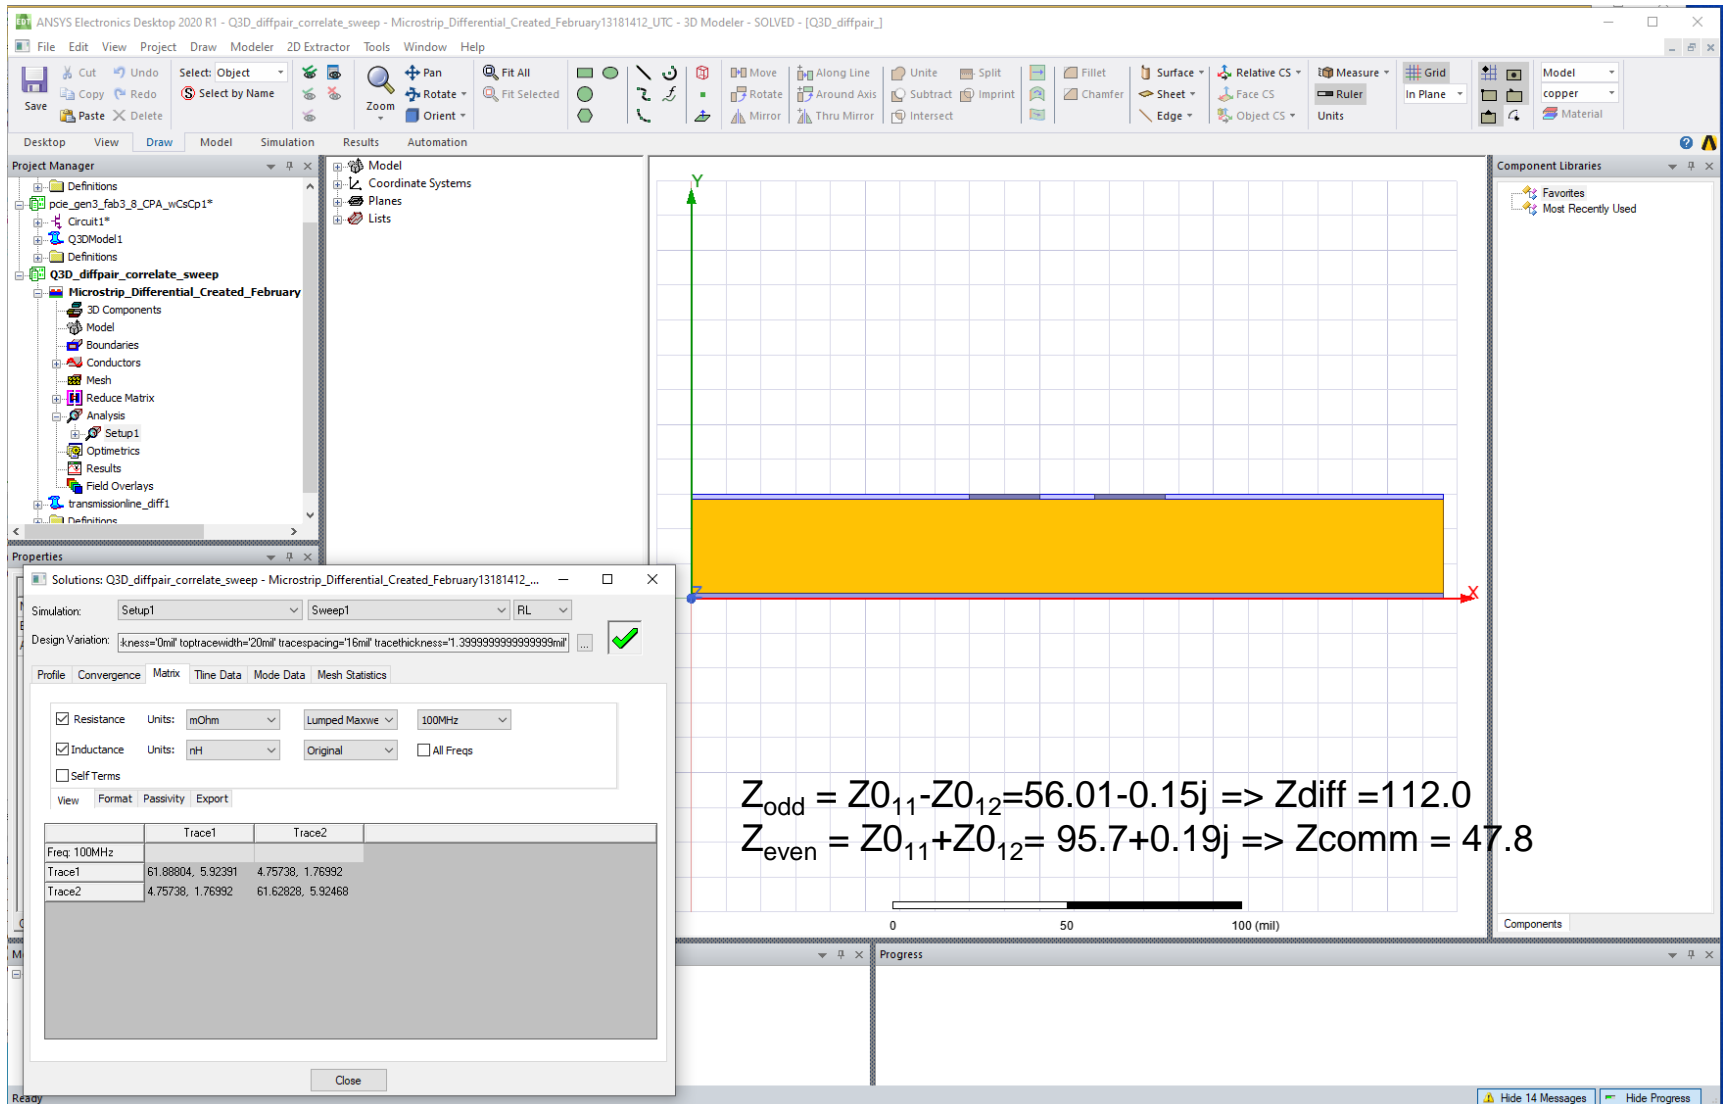 ANSYS Electronics Desktop 2020 R1 - Q3D_diffpair_correlate_sweep - Microstrip_Differential_Created_February13181412_UTC - 3D Modeler - SOLVED - [Q3D_diffpair_]
File Edit View Project Draw Modeler 2D Extractor Tools Window Help
Save
Cut Undo
Copy Redo
Paste Delete
Select: Object
Select by Name
Zoom
Pan
Rotate
Orient
Fit All
Fit Selected
Move Along Line Unite Split Fillet
Rotate Around Axis Subtract Imprint Chamfer
Mirror Thru Mirror Intersect
Surface Relative CS Measure Grid
Sheet Face CS Ruler In Plane
Edge Object CS Units
Model
copper
Material
Desktop View Draw Model Simulation Results Automation
Project Manager
Definitions
pcie_gen3_fab3_8_CPA_wCsCp1*
Circuit1*
Q3DModel1
Definitions
Q3D_diffpair_correlate_sweep
Microstrip_Differential_Created_February
3D Components
Model
Boundaries
Conductors
Mesh
Reduce Matrix
Analysis
Setup1
Optimetrics
Results
Field Overlays
transmissionline_diff1
Definitions
Properties
Model
Coordinate Systems
Planes
Lists
Y
Z
X
0 50 100 (mil)
Z_odd = Z0_11-Z0_12=56.01-0.15j => Zdiff =112.0
Z_even = Z0_11+Z0_12= 95.7+0.19j => Zcomm = 47.8
Component Libraries
Favorites
Most Recently Used
Components
Solutions: Q3D_diffpair_correlate_sweep - Microstrip_Differential_Created_February13181412_...
Simulation: Setup1 Sweep1 RL
Design Variation: kness='0mil' toptracewidth='20mil' tracespacing='16mil' tracethickness='1.3999999999999999mil' ...
Profile Convergence Matrix Tline Data Mode Data Mesh Statistics
Resistance Units: mOhm Lumped Maxwe 100MHz
Inductance Units: nH Original All Freqs
Self Terms
View Format Passivity Export
Trace1 Trace2
Freq: 100MHz
Trace1 61.88804, 5.92391 4.75738, 1.76992
Trace2 4.75738, 1.76992 61.62828, 5.92468
Close
Progress
Ready
Hide 14 Messages Hide Progress